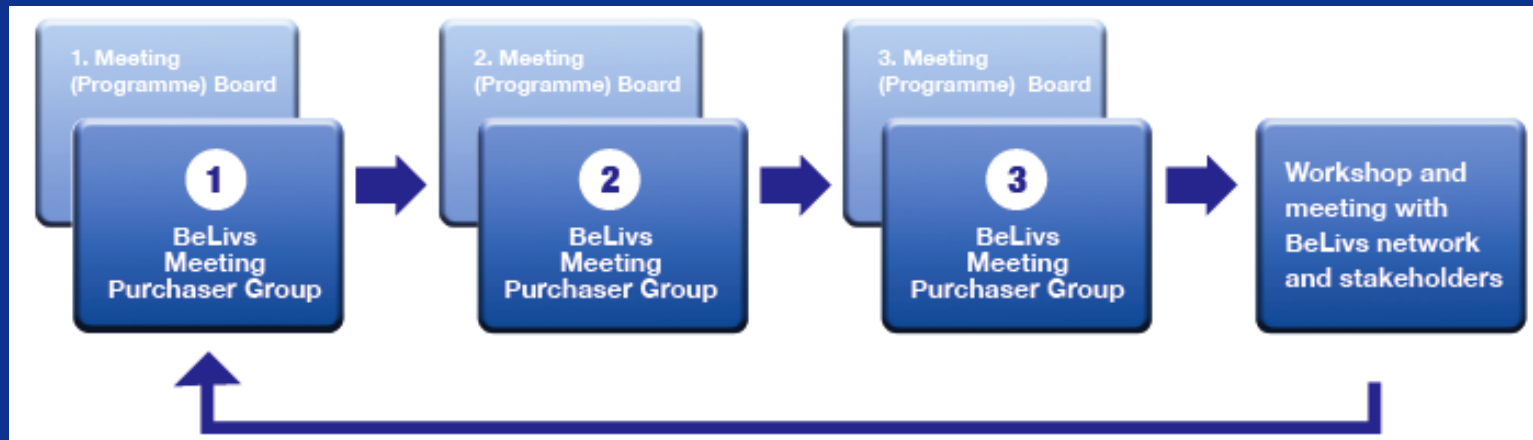 1. Meeting
(Programme) Board
1
BeLivs
Meeting
Purchaser Group
2. Meeting
(Programme) Board
2
BeLivs
Meeting
Purchaser Group
3. Meeting
(Programme) Board
3
BeLivs
Meeting
Purchaser Group
Workshop and
meeting with
BeLivs network
and stakeholders